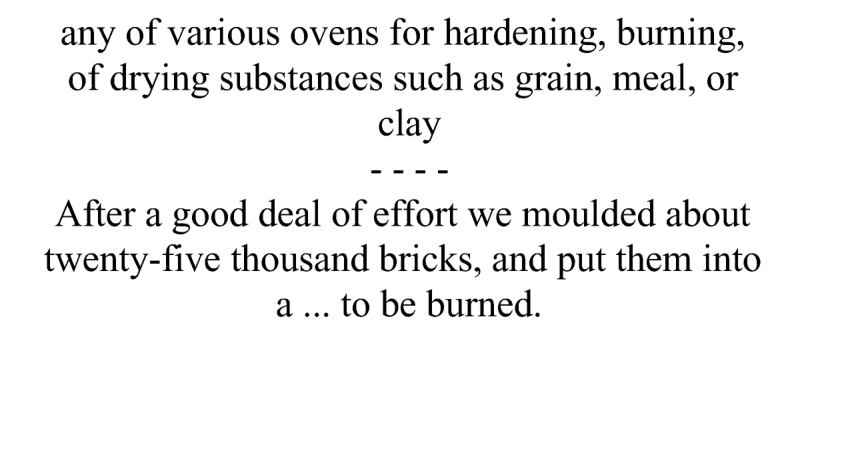 any of various ovens for hardening, burning,
of drying substances such as grain, meal, or
clay
- - - -
After a good deal of effort we moulded about
twenty-five thousand bricks, and put them into
a ... to be burned.